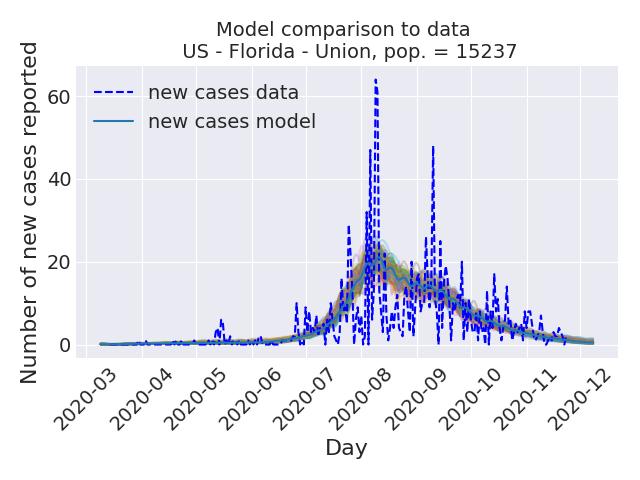 Model comparison to data
US - Florida - Union, pop. = 15237
Number of new cases reported
60
40
20
0
new cases data
new cases model
2020-03
2020-04
2020-05
2020-06
2020-07
2020-08
2020-09
2020-10
2020-11
2020-12
Day